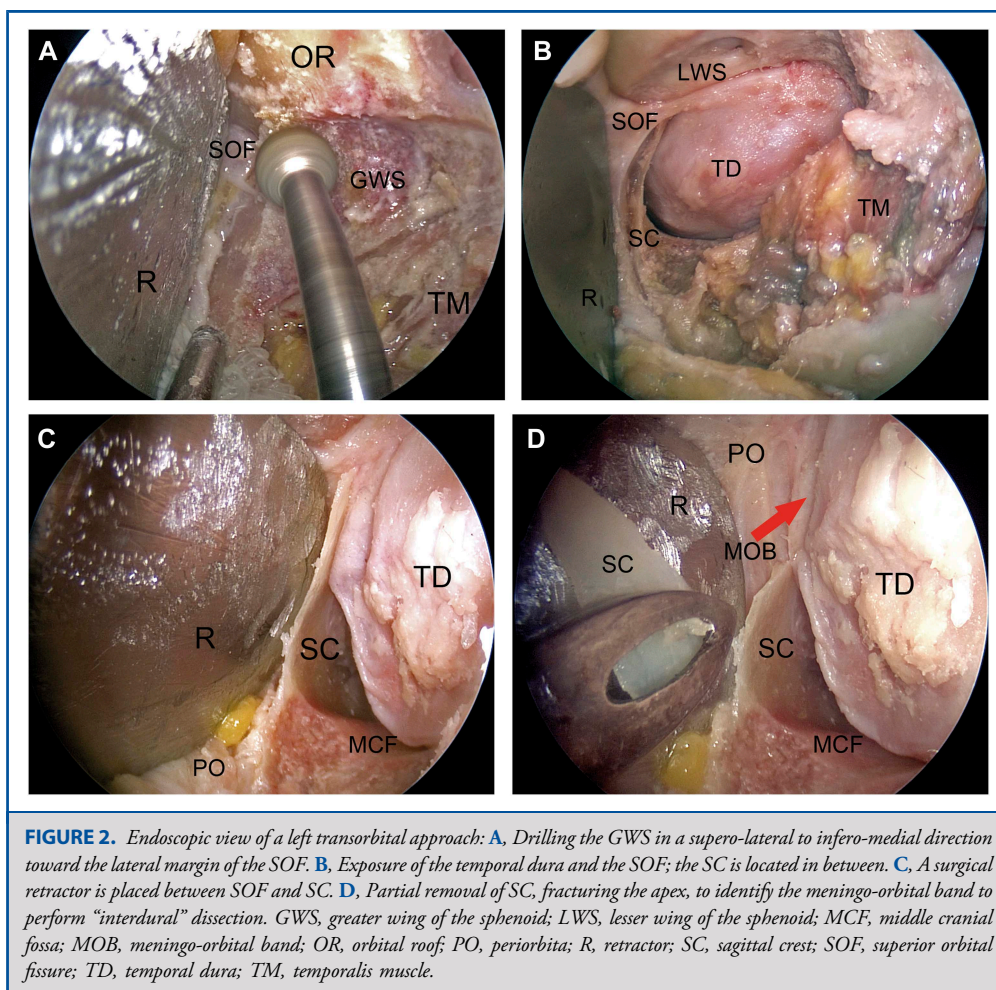 A
OR
SOF
GWS
R
TM
B
LWS
SOF
TD
TM
SC
R
C
TD
R
SC
MCF
PO
D
PO
R
MOB
SC
TD
SC
MCF
FIGURE 2. Endoscopic view of a left transorbital approach: A, Drilling the GWS in a supero-lateral to infero-medial direction
toward the lateral margin of the SOF. B, Exposure of the temporal dura and the SOF; the SC is located in between. C, A surgical
retractor is placed between SOF and SC. D, Partial removal of SC, fracturing the apex, to identify the meningo-orbital band to
perform “interdural” dissection. GWS, greater wing of the sphenoid; LWS, lesser wing of the sphenoid; MCF, middle cranial
fossa; MOB, meningo-orbital band; OR, orbital roof; PO, periorbita; R, retractor; SC, sagittal crest; SOF, superior orbital
fissure; TD, temporal dura; TM, temporalis muscle.